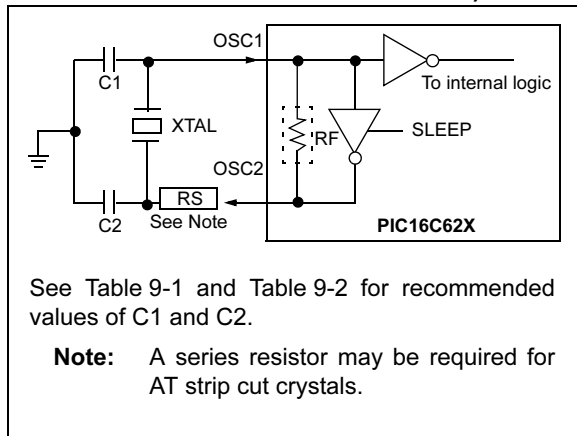 OSC1
C1
To internal logic
XTAL
RF
SLEEP
OSC2
RS
C2
See Note
PIC16C62X
See Table 9-1 and Table 9-2 for recommended
values of C1 and C2.
Note: A series resistor may be required for
AT strip cut crystals.